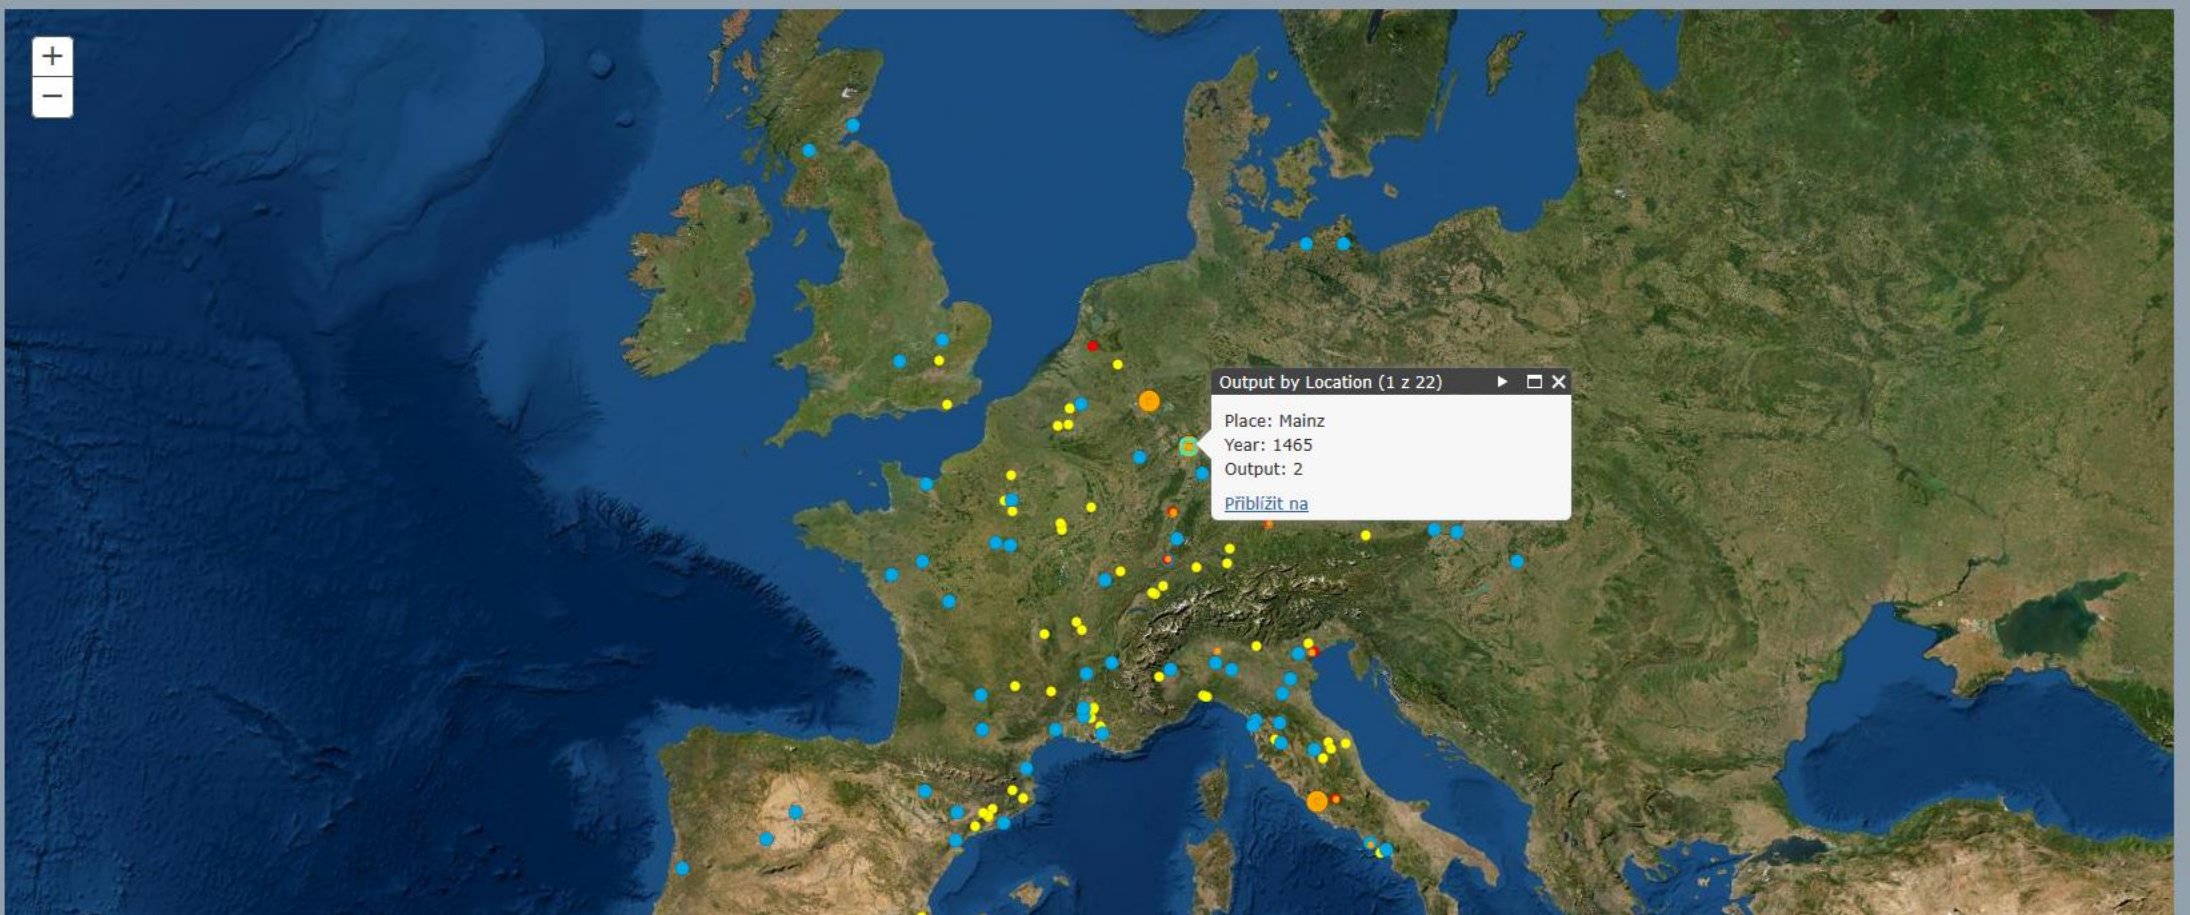 +
−
Output by Location (1 z 22)
Place: Mainz
Year: 1465
Output: 2
Přiblížit na